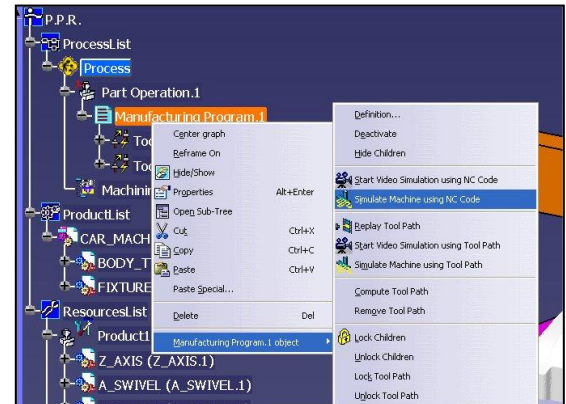 P.P.R.
ProcessList
Process
Part Operation.1
Manufacturing Program.1
Too
Too
Machinin
ProductList
CAR_MACH
BODY_T
FIXTURE
ResourcesList
Product1
Z_AXIS (Z_AXIS.1)
A_SWIVEL (A_SWIVEL.1)
Center graph
Reframe On
Hide/Show
Properties Alt+Enter
Open Sub-Tree
Cut Ctrl+X
Copy Ctrl+C
Paste Ctrl+V
Paste Special...
Delete Del
Manufacturing Program.1 object
Definition...
Deactivate
Hide Children
Start Video Simulation using NC Code
Simulate Machine using NC Code
Replay Tool Path
Start Video Simulation using Tool Path
Simulate Machine using Tool Path
Compute Tool Path
Remove Tool Path
Lock Children
Unlock Children
Lock Tool Path
Unlock Tool Path